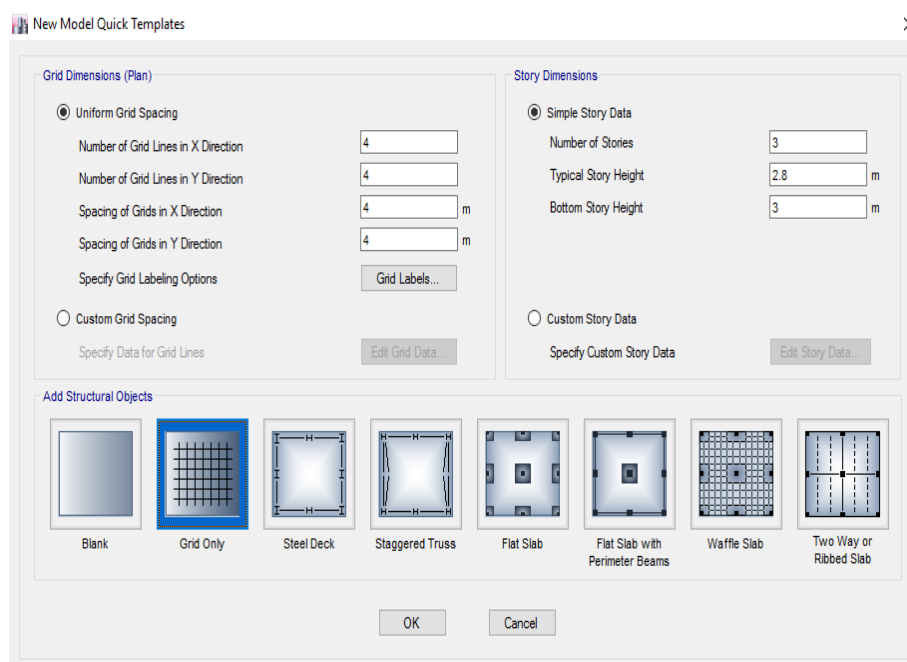 New Model Quick Templates
Grid Dimensions (Plan)
Uniform Grid Spacing
Number of Grid Lines in X Direction 4
Number of Grid Lines in Y Direction 4
Spacing of Grids in X Direction 4 m
Spacing of Grids in Y Direction 4 m
Specify Grid Labeling Options Grid Labels...
Custom Grid Spacing
Specify Data for Grid Lines Edit Grid Data...
Story Dimensions
Simple Story Data
Number of Stories 3
Typical Story Height 2.8 m
Bottom Story Height 3 m
Custom Story Data
Specify Custom Story Data Edit Story Data...
Add Structural Objects
Blank
Grid Only
Steel Deck
Staggered Truss
Flat Slab
Flat Slab with
Perimeter Beams
Waffle Slab
Two Way or
Ribbed Slab
OK Cancel